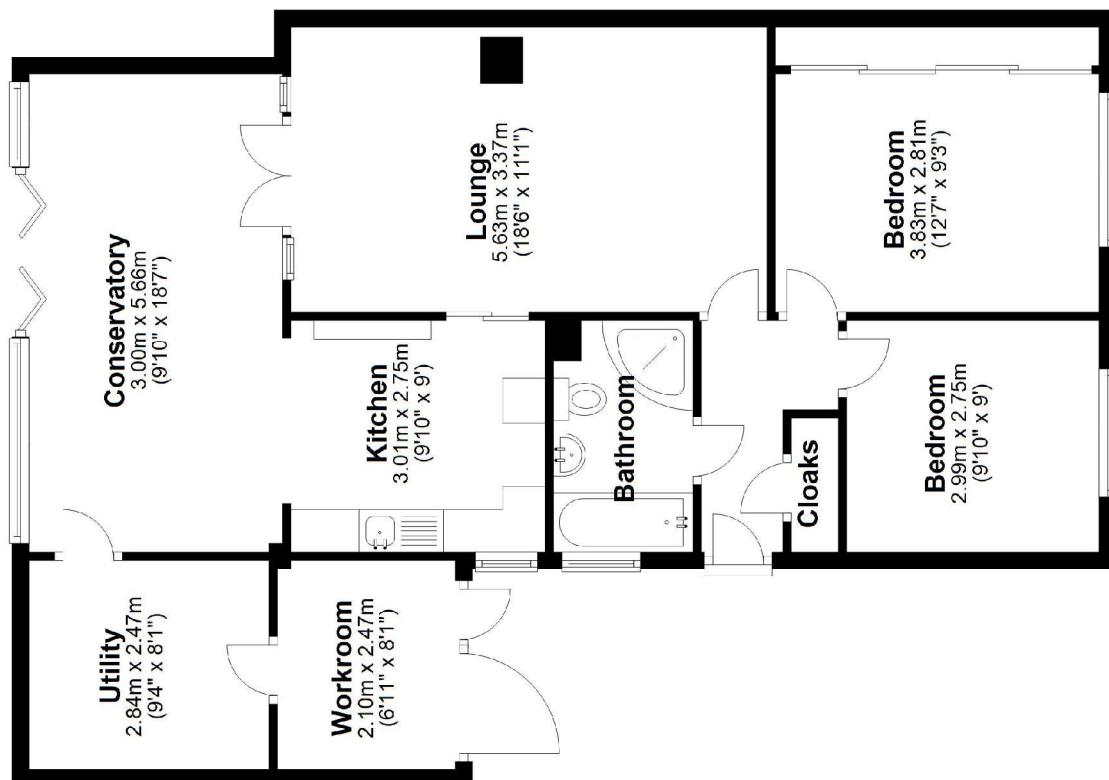 Conservatory
3.00m x 5.66m
(9'10" x 18'7")
Lounge
5.63m x 3.37m
(18'6" x 11'1")
Bedroom
3.83m x 2.81m
(12'7" x 9'3")
Kitchen
3.01m x 2.75m
(9'10" x 9')
Bathroom
Cloaks
Bedroom
2.99m x 2.75m
(9'10" x 9')
Utility
2.84m x 2.47m
(9'4" x 8'1")
Workroom
2.10m x 2.47m
(6'11" x 8'1")